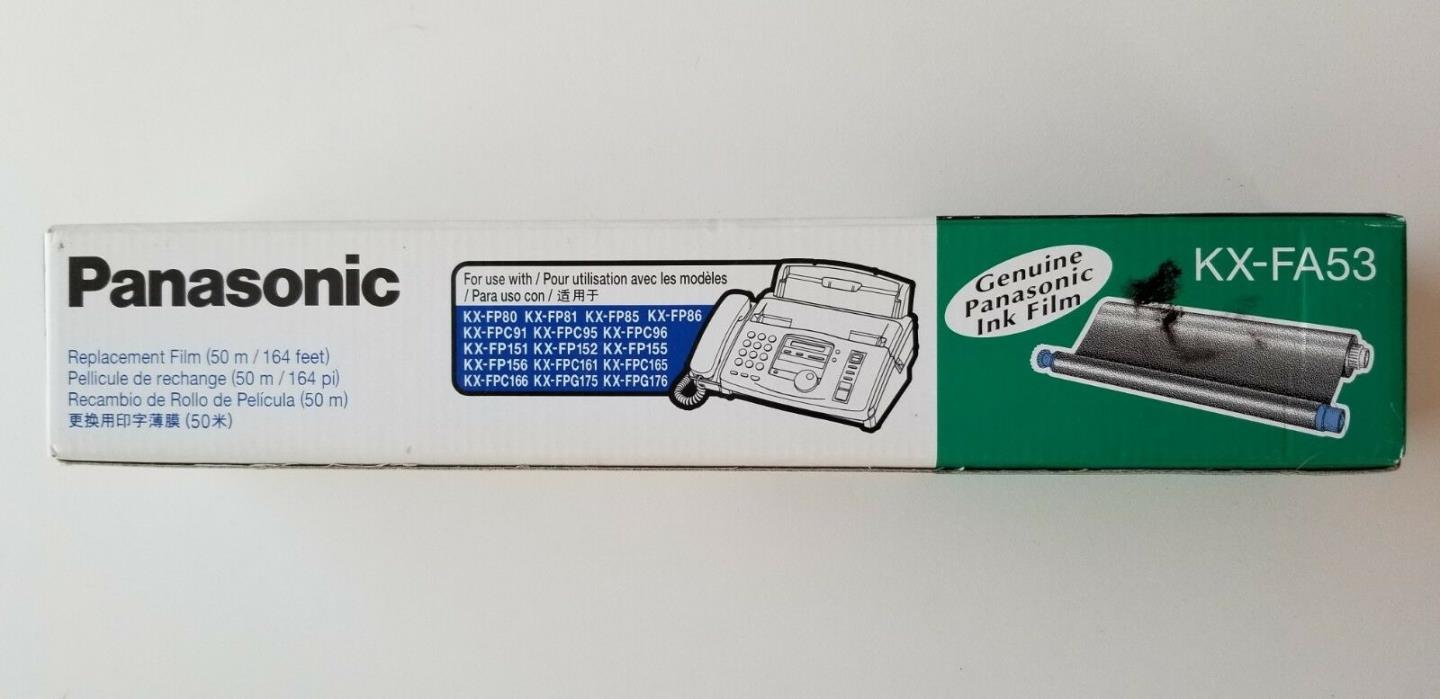 Panasonic
Replacement Film (50 m / 164 feet)
Pellicule de rechange (50 m / 164 pi)
Recambio de Rollo de Película (50 m)
更换用印字薄膜 (50米)
For use with / Pour utilisation avec les modèles
/ Para uso con / 适用于
KX-FP80 KX-FP81 KX-FP85 KX-FP86
KX-FPC91 KX-FPC95 KX-FPC96
KX-FP151 KX-FP152 KX-FP155
KX-FP156 KX-FPC161 KX-FPC165
KX-FPC166 KX-FPG175 KX-FPG176
Genuine
Panasonic
Ink Film
KX-FA53